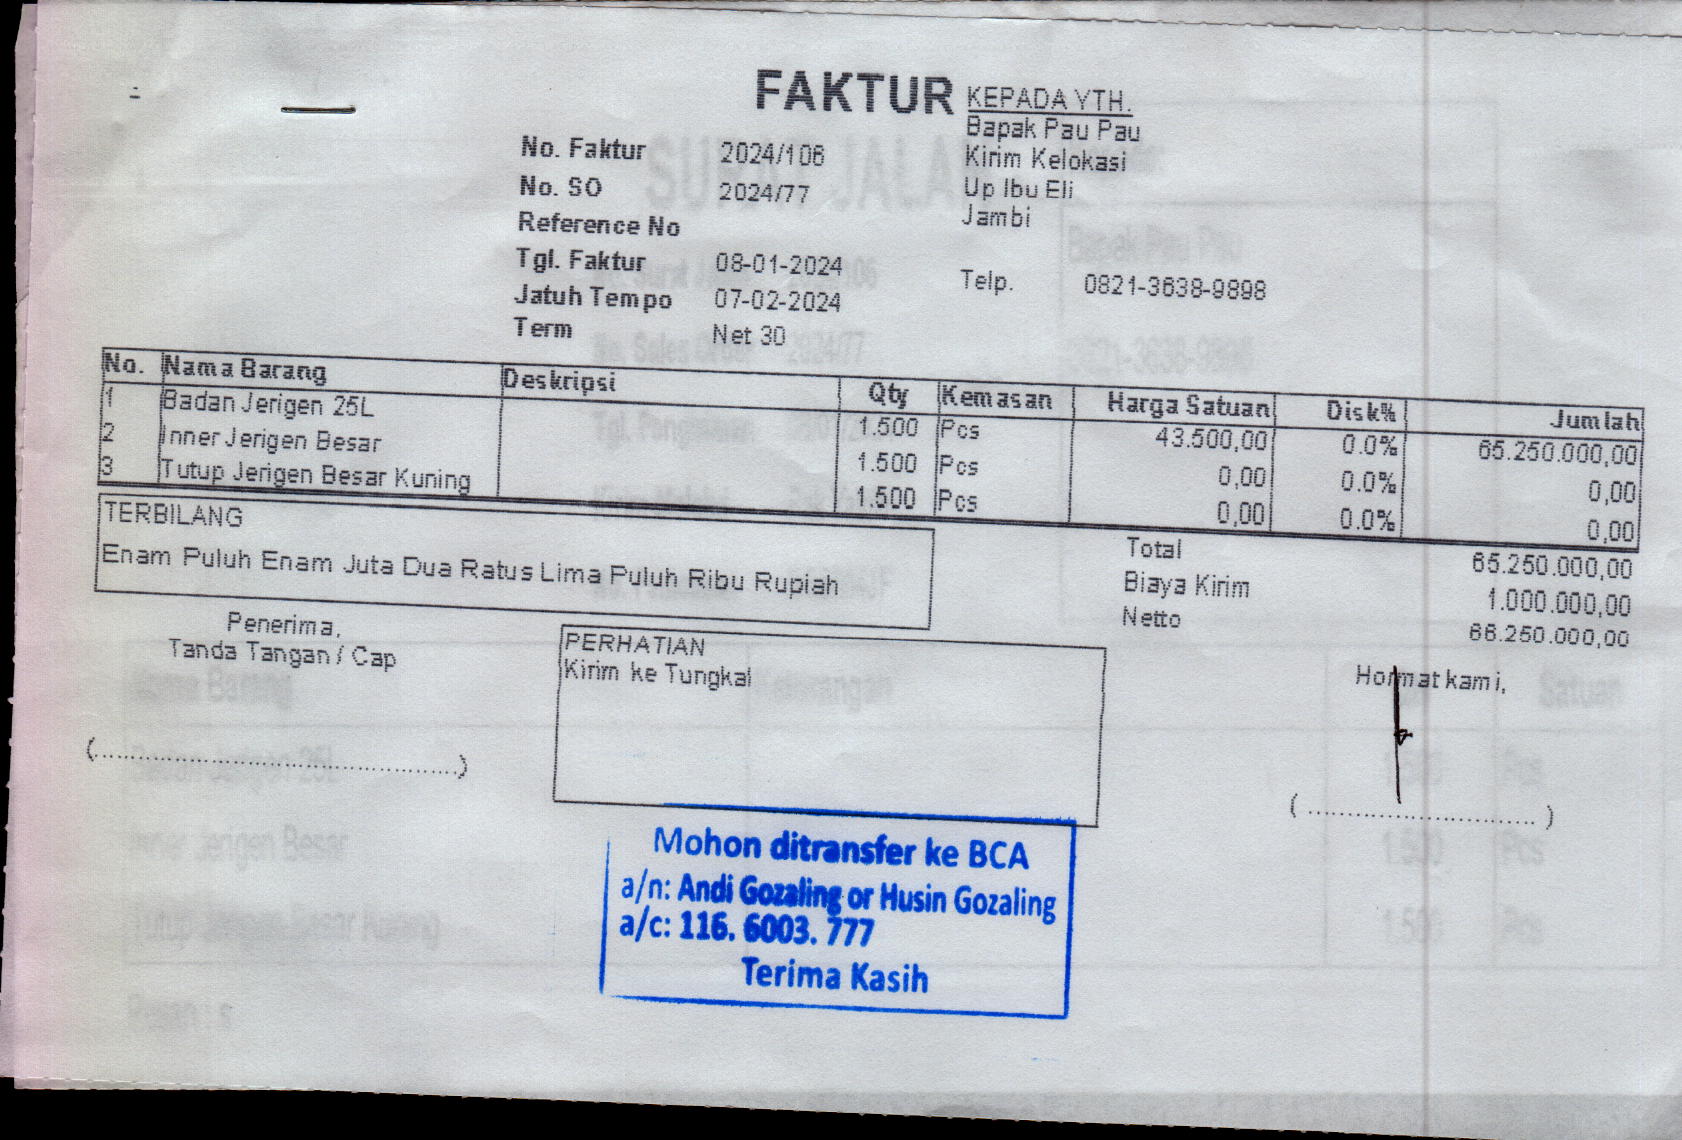 FAKTUR
KEPADA YTH.
Bapak Pau Pau
Kirim Kelokasi
Up Ibu Eli
Jambi
Telp. 0821-3638-9898
No. Faktur 2024/106
No. SO 2024/77
Reference No
Tgl. Faktur 08-01-2024
Jatuh Tempo 07-02-2024
Term Net 30
No. Nama Barang Deskripsi Qty Kemasan Harga Satuan Disk% Jumlah
1 Badan Jerigen 25L 1.500 Pcs 43.500,00 0.0% 65.250.000,00
2 Inner Jerigen Besar 1.500 Pcs 0,00 0.0% 0,00
3 Tutup Jerigen Besar Kuning 1.500 Pcs 0,00 0.0% 0,00
TERBILANG
Enam Puluh Enam Juta Dua Ratus Lima Puluh Ribu Rupiah
Total 65.250.000,00
Biaya Kirim 1.000.000,00
Netto 66.250.000,00
Penerima,
Tanda Tangan / Cap
PERHATIAN
Kirim ke Tungkal
Hormat kami,
Mohon ditransfer ke BCA
a/n: Andi Gozaling or Husin Gozaling
a/c: 116. 6003. 777
Terima Kasih